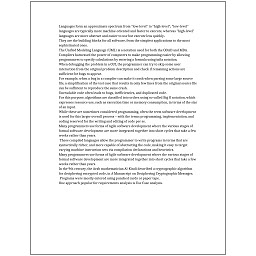 Languages form an approximate spectrum from "low-level" to "high-level"; "low-level"
languages are typically more machine-oriented and faster to execute, whereas "high-level"
languages are more abstract and easier to use but execute less quickly.
They are the building blocks for all software, from the simplest applications to the most
sophisticated ones.
The Unified Modeling Language (UML) is a notation used for both the OOAD and MDA.
Compilers harnessed the power of computers to make programming easier by allowing
programmers to specify calculations by entering a formula using infix notation.
When debugging the problem in a GUI, the programmer can try to skip some user
interaction from the original problem description and check if remaining actions are
sufficient for bugs to appear.
For example, when a bug in a compiler can make it crash when parsing some large source
file, a simplification of the test case that results in only few lines from the original source file
can be sufficient to reproduce the same crash.
Unreadable code often leads to bugs, inefficiencies, and duplicated code.
For this purpose, algorithms are classified into orders using so-called Big O notation, which
expresses resource use, such as execution time or memory consumption, in terms of the size
of an input.
While these are sometimes considered programming, often the term software development
is used for this larger overall process – with the terms programming, implementation, and
coding reserved for the writing and editing of code per se.
Many programmers use forms of Agile software development where the various stages of
formal software development are more integrated together into short cycles that take a few
weeks rather than years.
These compiled languages allow the programmer to write programs in terms that are
syntactically richer, and more capable of abstracting the code, making it easy to target
varying machine instruction sets via compilation declarations and heuristics.
Many programmers use forms of Agile software development where the various stages of
formal software development are more integrated together into short cycles that take a few
weeks rather than years.
In the 9th century, the Arab mathematician Al-Kindi described a cryptographic algorithm
for deciphering encrypted code, in A Manuscript on Deciphering Cryptographic Messages.
Programs were mostly entered using punched cards or paper tape.
One approach popular for requirements analysis is Use Case analysis.